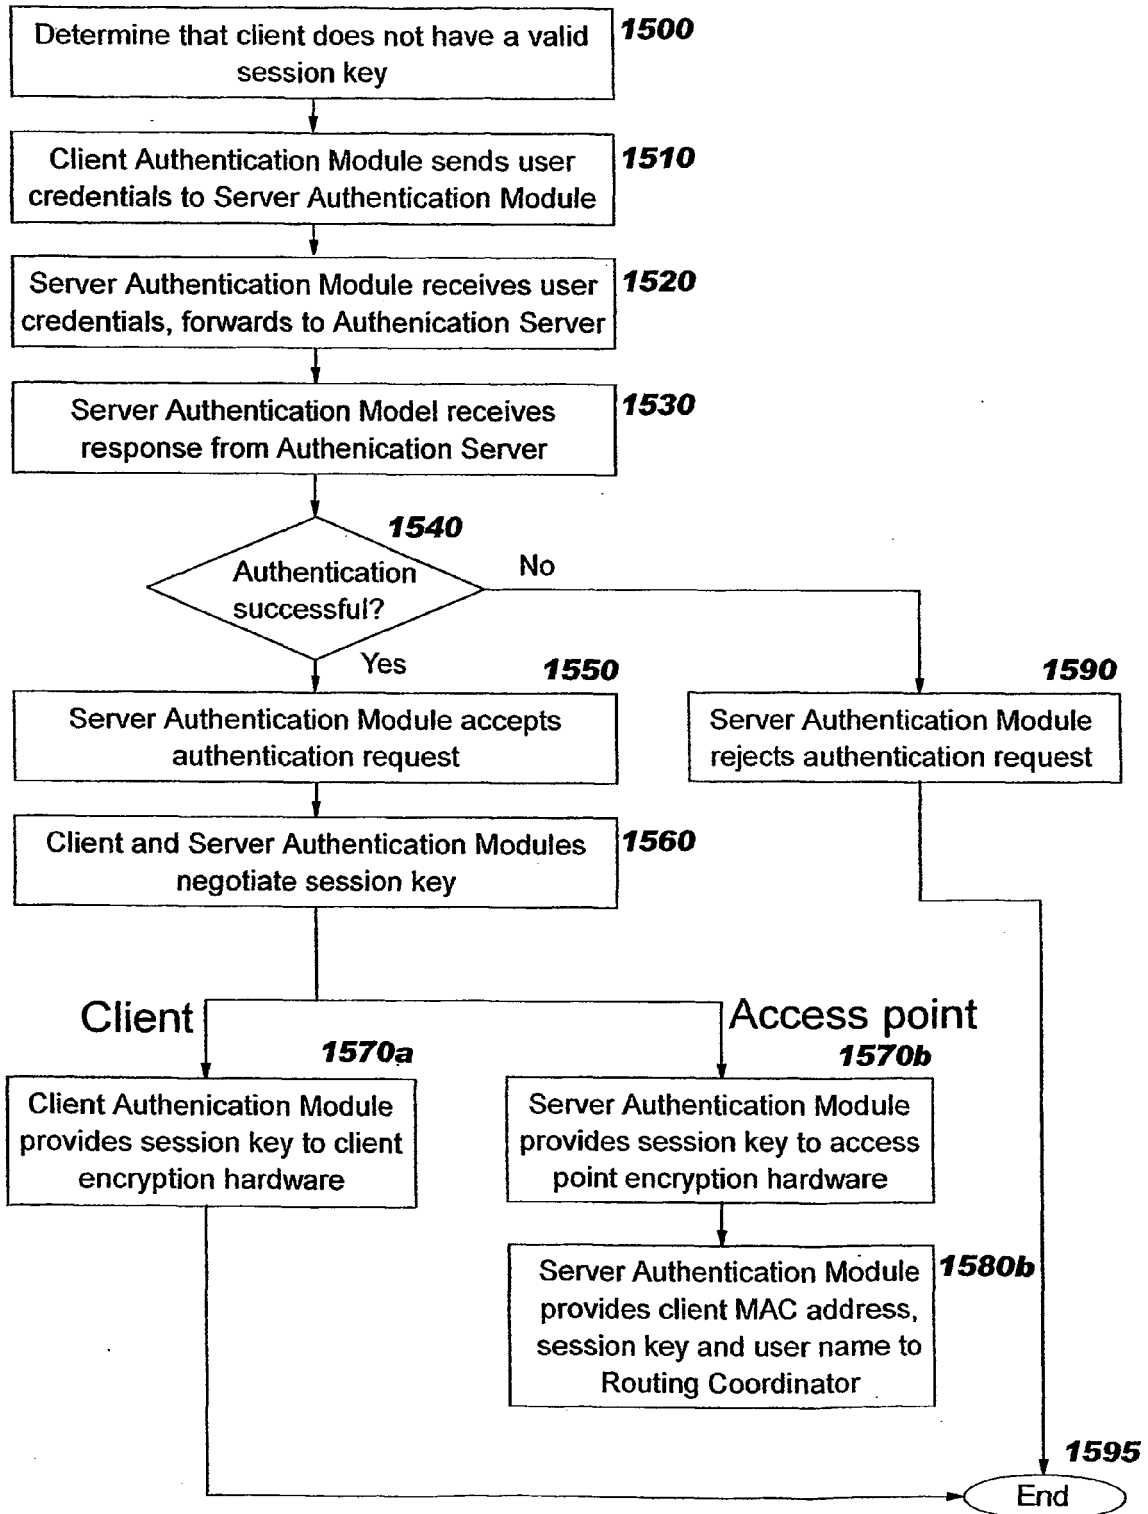 Determine that client does not have a valid
session key
1500
Client Authentication Module sends user
credentials to Server Authentication Module
1510
Server Authentication Module receives user
credentials, forwards to Authenication Server
1520
Server Authentication Model receives
response from Authenication Server
1530
1540
Authentication
successful?
No
Yes
1550
Server Authentication Module accepts
authentication request
1590
Server Authentication Module
rejects authentication request
Client and Server Authentication Modules
negotiate session key
1560
Client
Access point
1570a
Client Authenication Module
provides session key to client
encryption hardware
1570b
Server Authentication Module
provides session key to access
point encryption hardware
Server Authentication Module
provides client MAC address,
session key and user name to
Routing Coordinator
1580b
1595
End